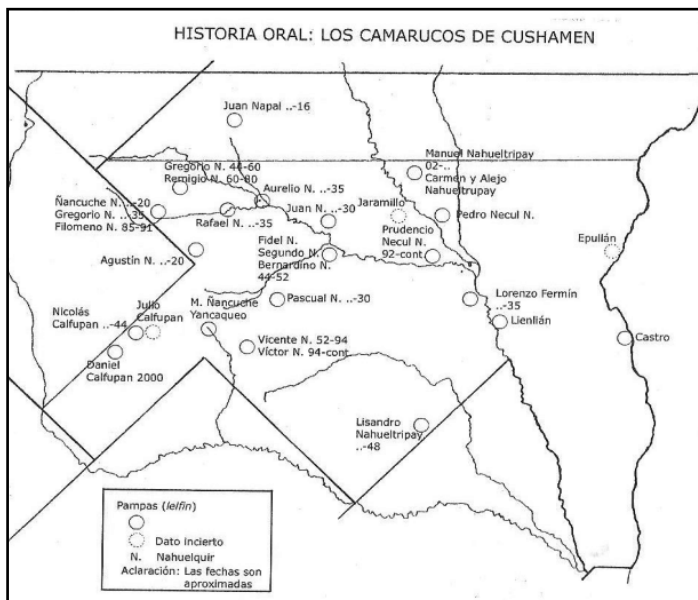 HISTORIA ORAL: LOS CAMARUCOS DE CUSHAMEN
Juan Napal ..-16
Gregorio N. 44-60
Remigio N. 60-80
Manuel Nahueltripay
02-..
Carmen y Alejo
Nahueltrupay
Ñancuche ..-20
Gregorio ..-35
Filomeno N. 85-91
Aurelio N. ..-35
Rafael N. ..-35
Juan N. ..-30
Jaramillo
Pedro Necul N.
Prudencio
Necul N.
92-cont.
Epullán
Agustín N. ..-20
Fidel N.
Segundo N.
Bernardino N.
44-52
Pascual N. ..-30
Lorenzo Fermín
..-35
Lienlián
Nicolás
Calfupan ..-44
Julio
Calfupan
M. Ñancuche
Yancaqueo
Vicente N. 52-94
Víctor N. 94-cont.
Castro
Daniel
Calfupan 2000
Lisandro
Nahueltripay
..-48
Pampas (lelfin)
Dato incierto
N. Nahuelquir
Aclaración: Las fechas son
aproximadas